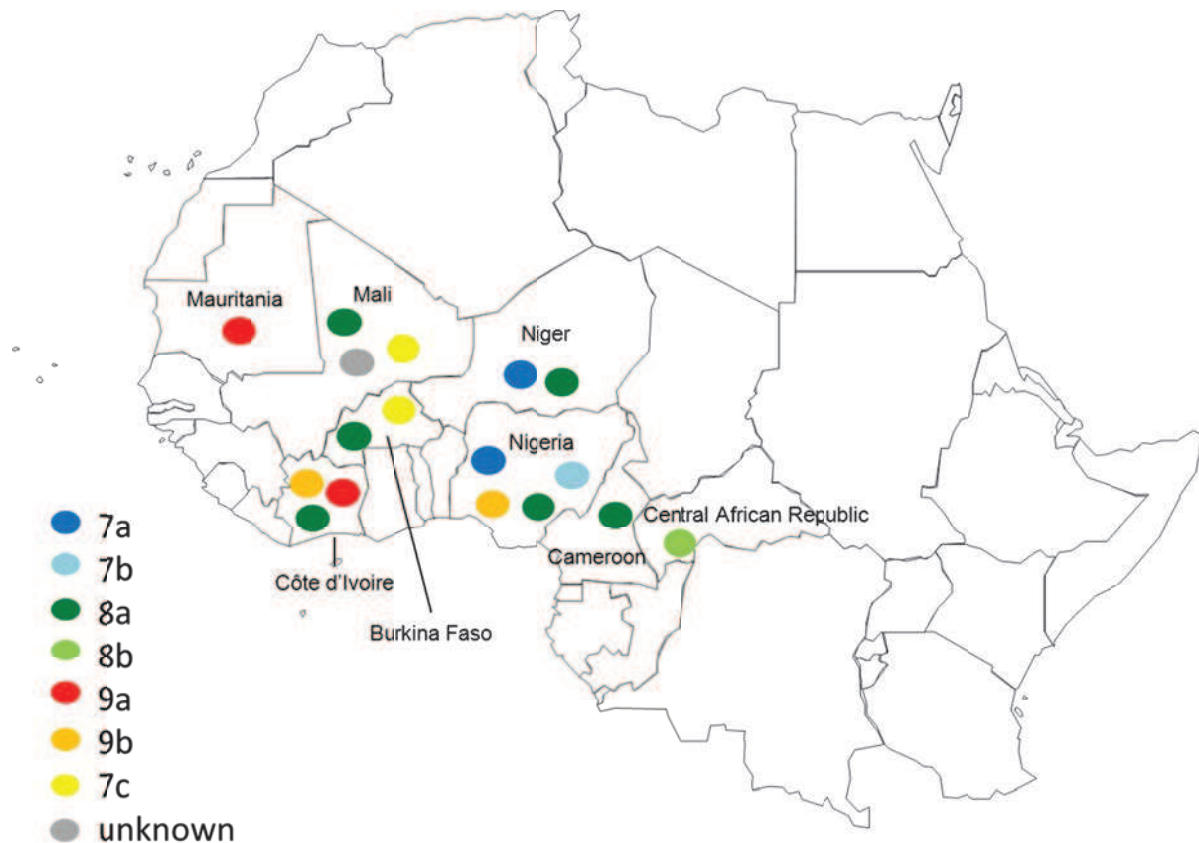 Mauritania
Mali
Niger
Nigeria
Central African Republic
Cameroon
Côte d'Ivoire
Burkina Faso
7a
7b
8a
8b
9a
9b
7c
unknown